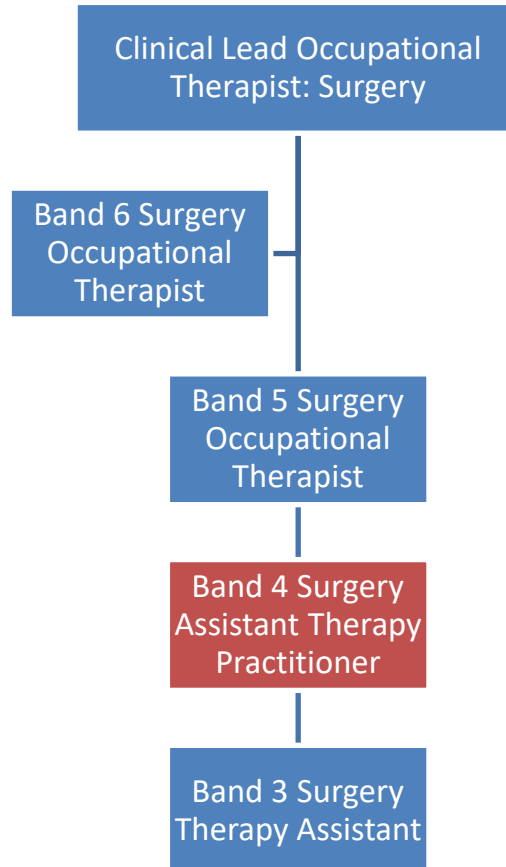 Clinical Lead Occupational
Therapist: Surgery
Band 6 Surgery
Occupational
Therapist
Band 5 Surgery
Occupational
Therapist
Band 4 Surgery
Assistant Therapy
Practitioner
Band 3 Surgery
Therapy Assistant